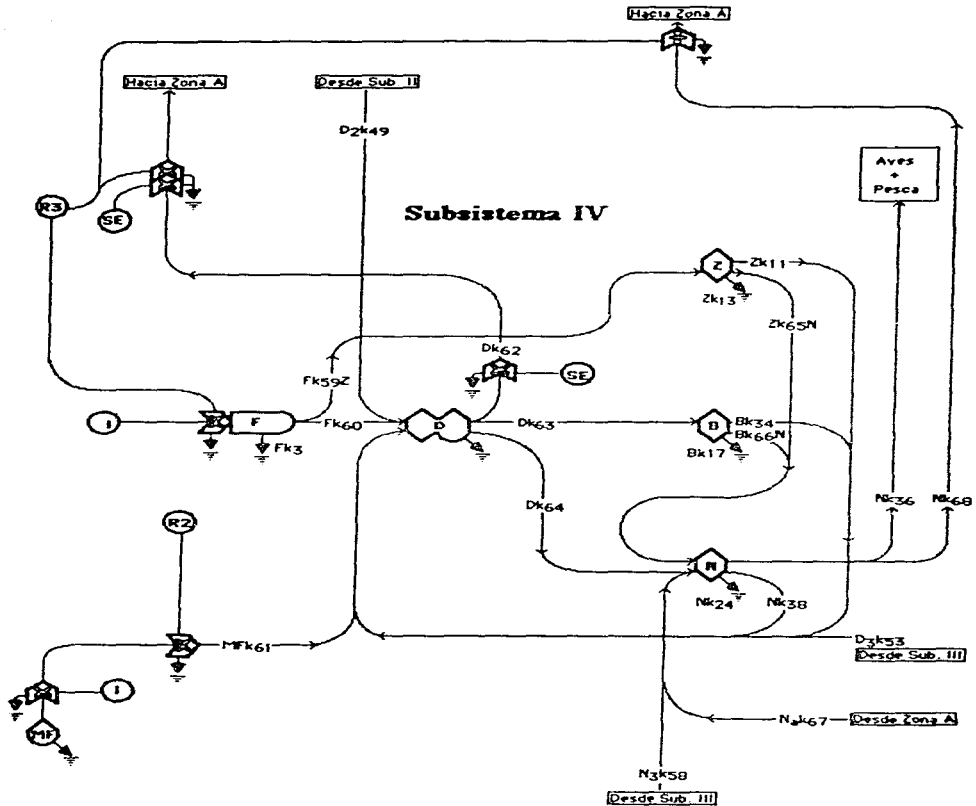 Hacia Zona A
Hacia Zona A
Desde Sub. II
D2k49
Aves
+
Pesca
R3
SE
Subsistema IV
Z
Zk11
Zk13
Zk65N
Dk62
SE
Fk59Z
I
F
Fk60
Fk3
D
Dk63
B
Bk34
Bk66N
Bk17
Dk64
Nk36
Nk68
R2
N
Nk24
Nk38
MFk61
D3k53
Desde Sub. III
I
MF
Nak67
Desde Zona A
N3k58
Desde Sub. III